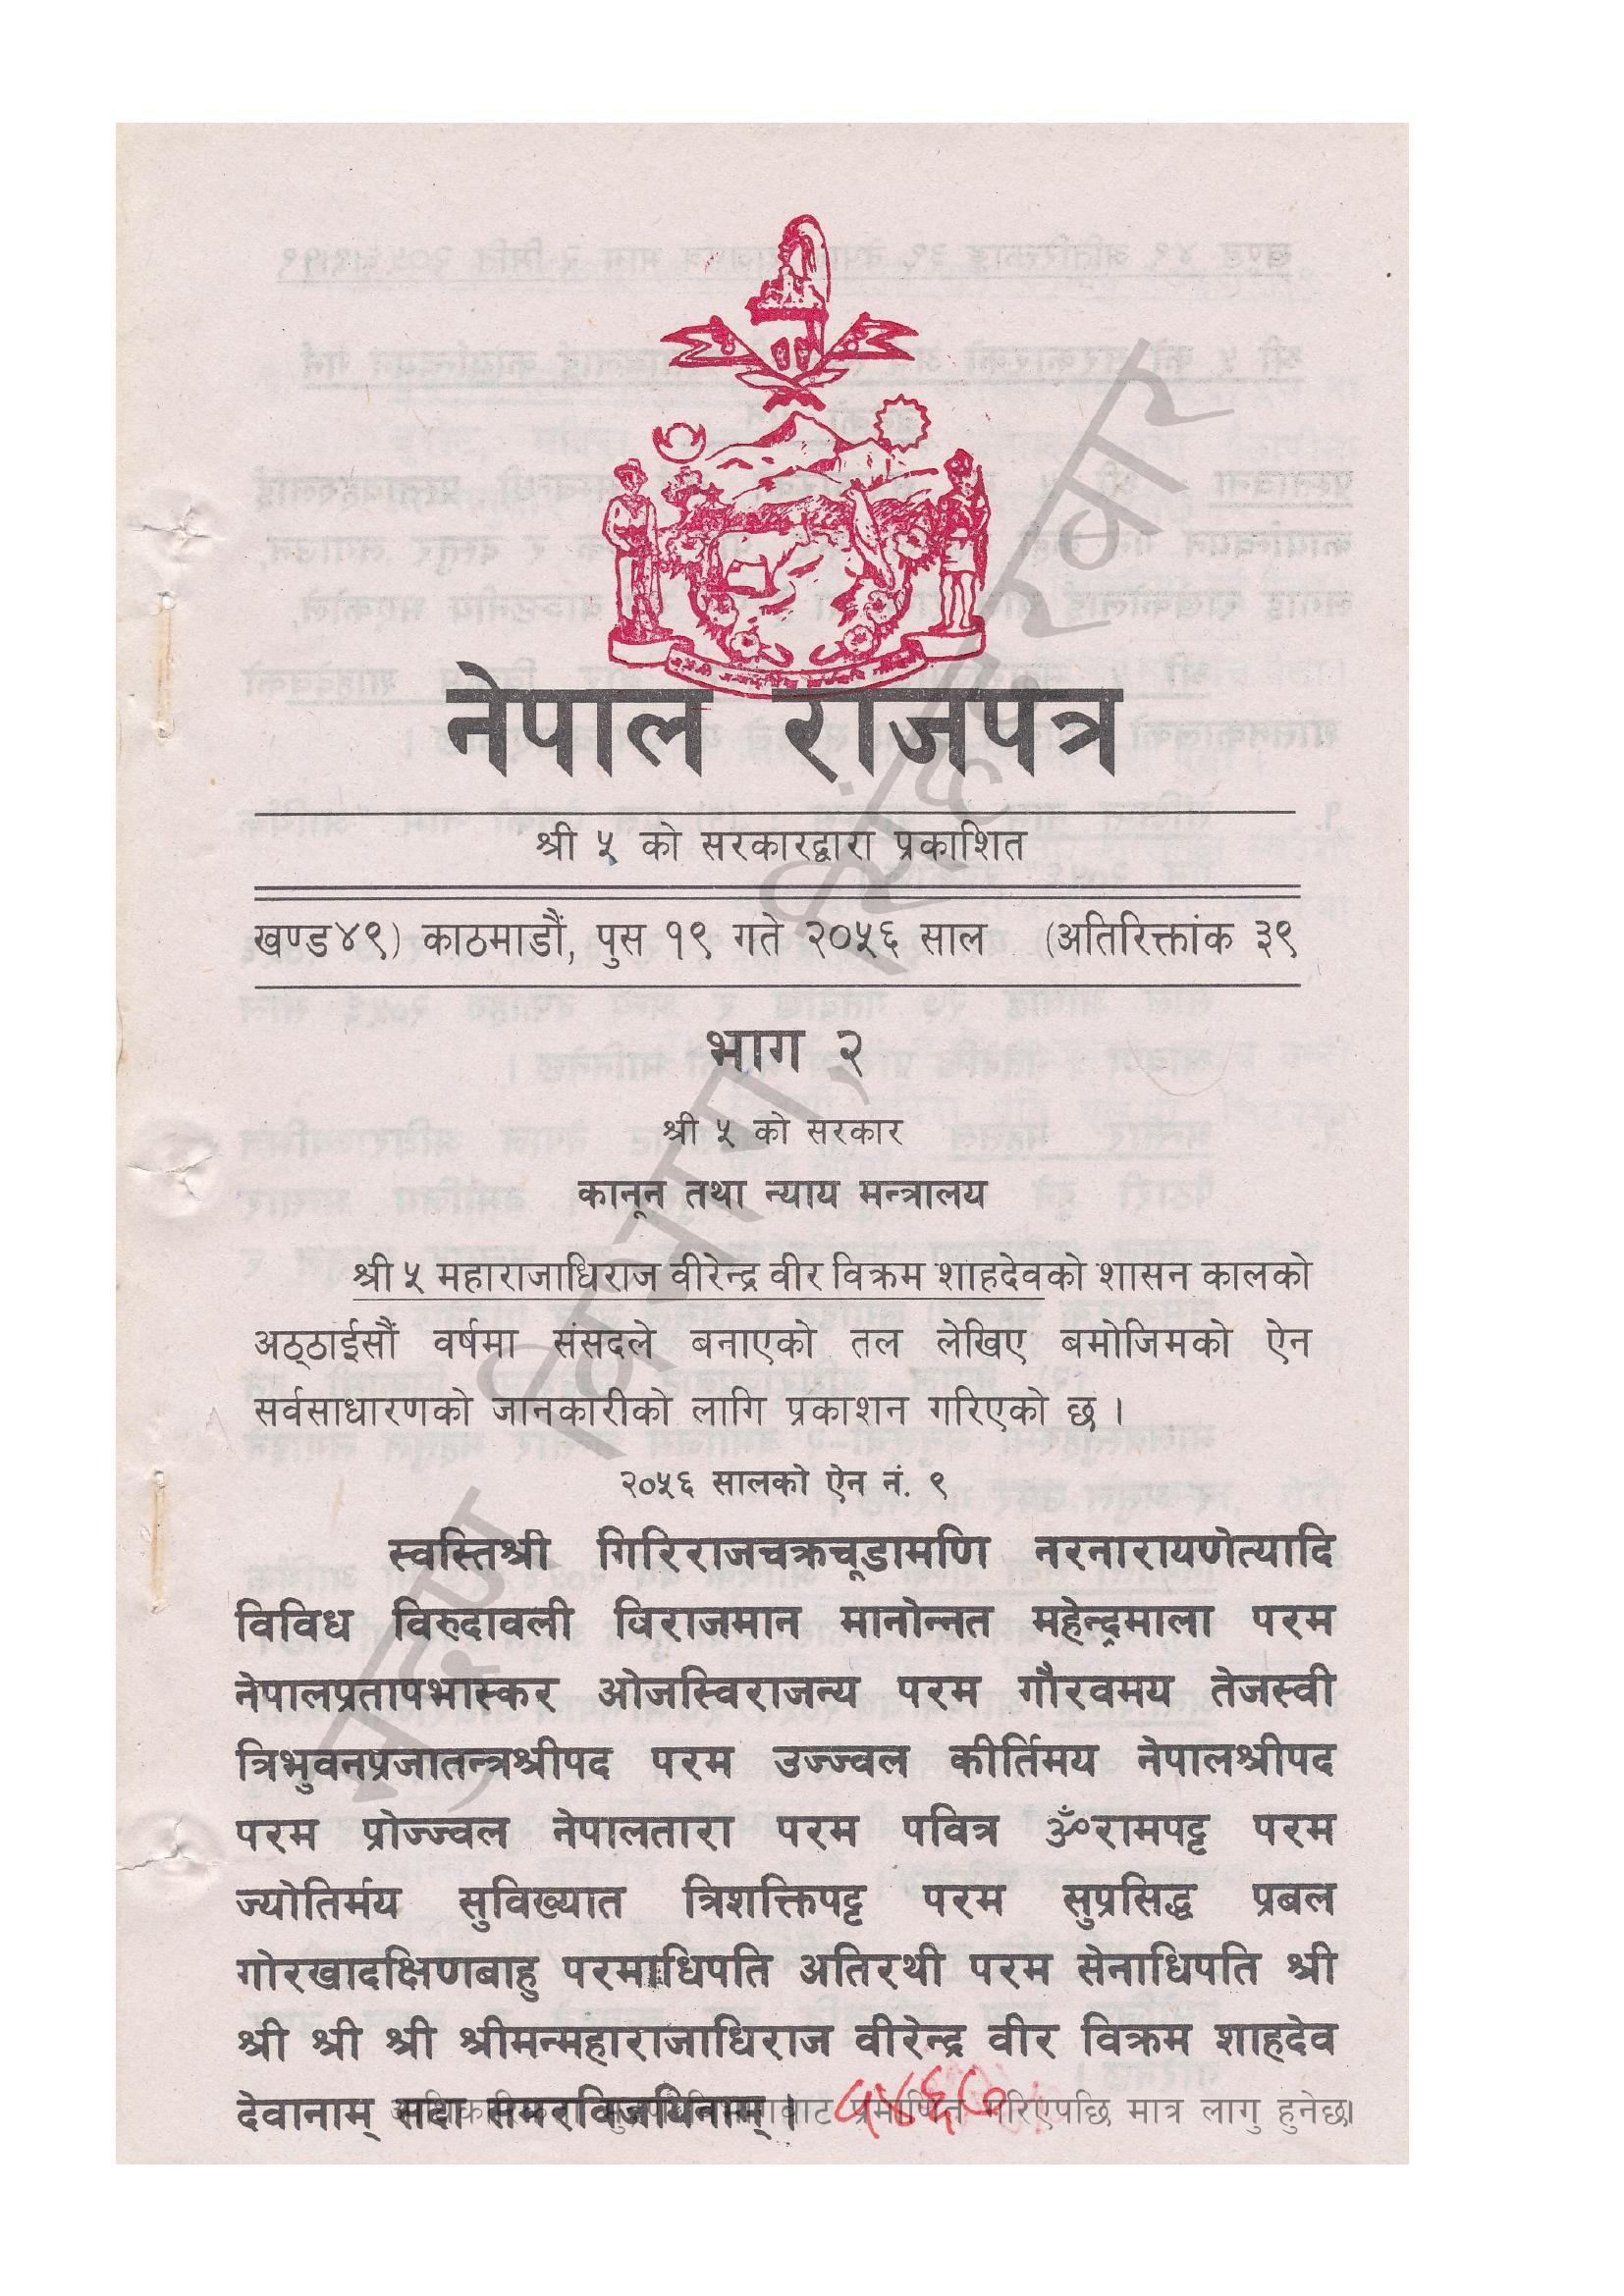 नेपाल राजपत्र
श्री ५ को सरकारद्वारा प्रकाशित
खण्ड४९) काठमाडौं, पुस १९ गते २०५६ साल (अतिरिक्तांक ३९
भाग २
श्री ५ को सरकार
कानून तथा न्याय मन्त्रालय
श्री ५ महाराजाधिराज वीरेन्द्र वीर विक्रम शाहदेवको शासन कालको
अठ्ठाईसौं वर्षमा संसदले बनाएको तल लेखिए बमोजिमको ऐन
सर्वसाधारणको जानकारीको लागि प्रकाशन गरिएको छ ।
२०५६ सालको ऐन नं. ९
स्वस्तिश्री गिरिराजचक्रचूडामणि नरनारायणेत्यादि
विविध विरुदावली विराजमान मानोन्नत महेन्द्रमाला परम
नेपालप्रतापभास्कर ओजस्विराजन्य परम गौरवमय तेजस्वी
त्रिभुवनप्रजातन्त्रश्रीपद परम उज्ज्वल कीर्तिमय नेपालश्रीपद
परम प्रोज्ज्वल नेपालतारा परम पवित्र ॐरामपट्ट परम
ज्योतिर्मय सुविख्यात त्रिशक्तिपट्ट परम सुप्रसिद्ध प्रबल
गोरखादक्षिणबाहु परमाधिपति अतिरथी परम सेनाधिपति श्री
श्री श्री श्री श्रीमन्महाराजाधिराज वीरेन्द्र वीर विक्रम शाहदेव
देवानाम् सदा समरविजयिनाम् ।
प्रमाणित गरिएपछि मात्र लागु हुनेछ।
मुद्रण विभाग,